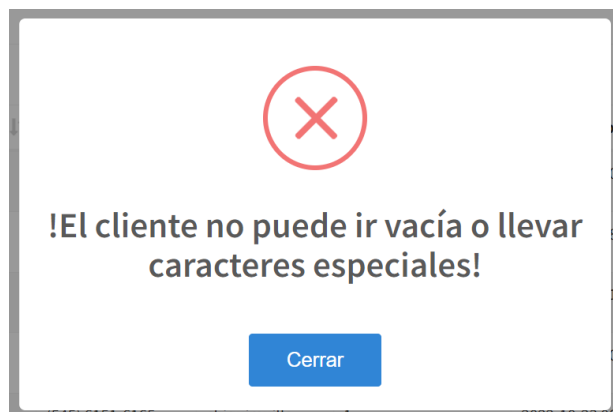 !El cliente no puede ir vacía o llevar
caracteres especiales!
Cerrar